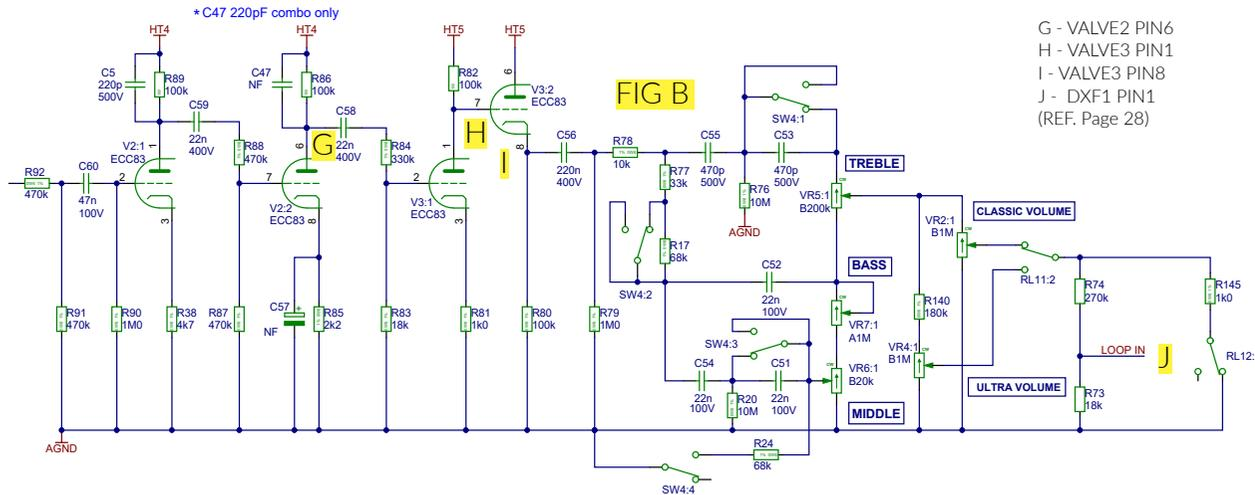 * C47 220pF combo only
HT4
HT4
HT5
HT5
G - VALVE2 PIN6
H - VALVE3 PIN1
I - VALVE3 PIN8
J - DXF1 PIN1
(REF. Page 28)
C5
220p
500V
R89
100k
C59
22n
400V
C47
NF
R86
100k
C58
22n
400V
R82
100k
6
7
8
V3:2
ECC83
FIG B
SW4:1
G
H
I
V2:1
ECC83
1
2
3
R88
470k
6
7
8
V2:2
ECC83
R84
330k
1
2
3
V3:1
ECC83
C56
220n
400V
R78
10k
C55
470p
500V
C53
470p
500V
R92
470k
C60
47n
100V
R77
33k
R76
10M
AGND
TREBLE
VR5:1
B200k
cw
R17
68k
SW4:2
C52
22n
100V
BASS
VR7:1
A1M
cw
CLASSIC VOLUME
VR2:1
B1M
cw
RL11:2
R91
470k
R90
1M0
R38
4k7
R87
470k
C57
NF
+
R85
2k2
R83
18k
R81
1k0
R80
100k
R79
1M0
R140
180k
R74
270k
R145
1k0
SW4:3
C54
22n
100V
C51
22n
100V
R20
10M
VR6:1
B20k
cw
MIDDLE
VR4:1
B1M
cw
ULTRA VOLUME
LOOP IN
J
RL12:
R73
18k
AGND
R24
68k
SW4:4